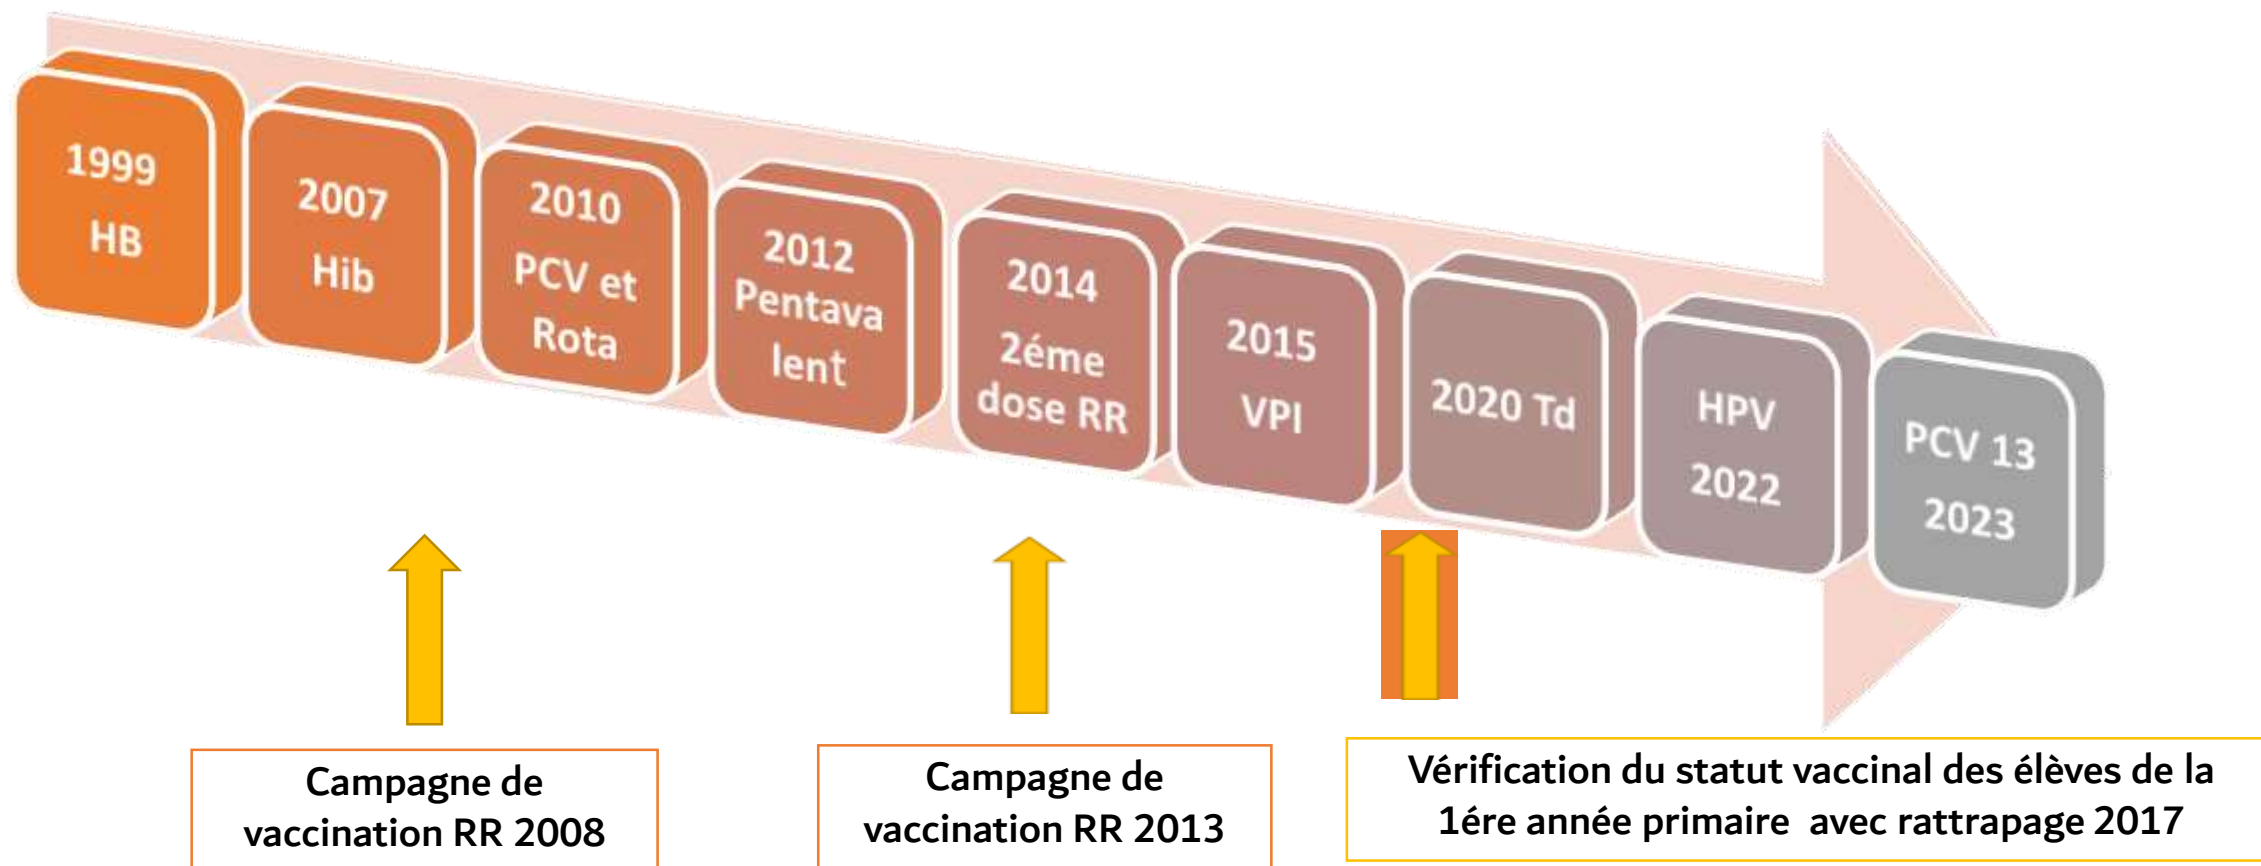 1999
HB
2007
Hib
2010
PCV et
Rota
2012
Pentava
lent
2014
2éme
dose RR
2015
VPI
2020 Td
HPV
2022
PCV 13
2023
Campagne de
vaccination RR 2008
Campagne de
vaccination RR 2013
Vérification du statut vaccinal des élèves de la
1ére année primaire avec rattrapage 2017